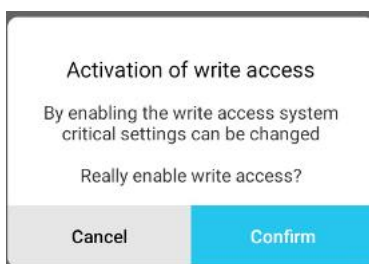 Activation of write access
By enabling the write access system
critical settings can be changed
Really enable write access?
Cancel
Confirm